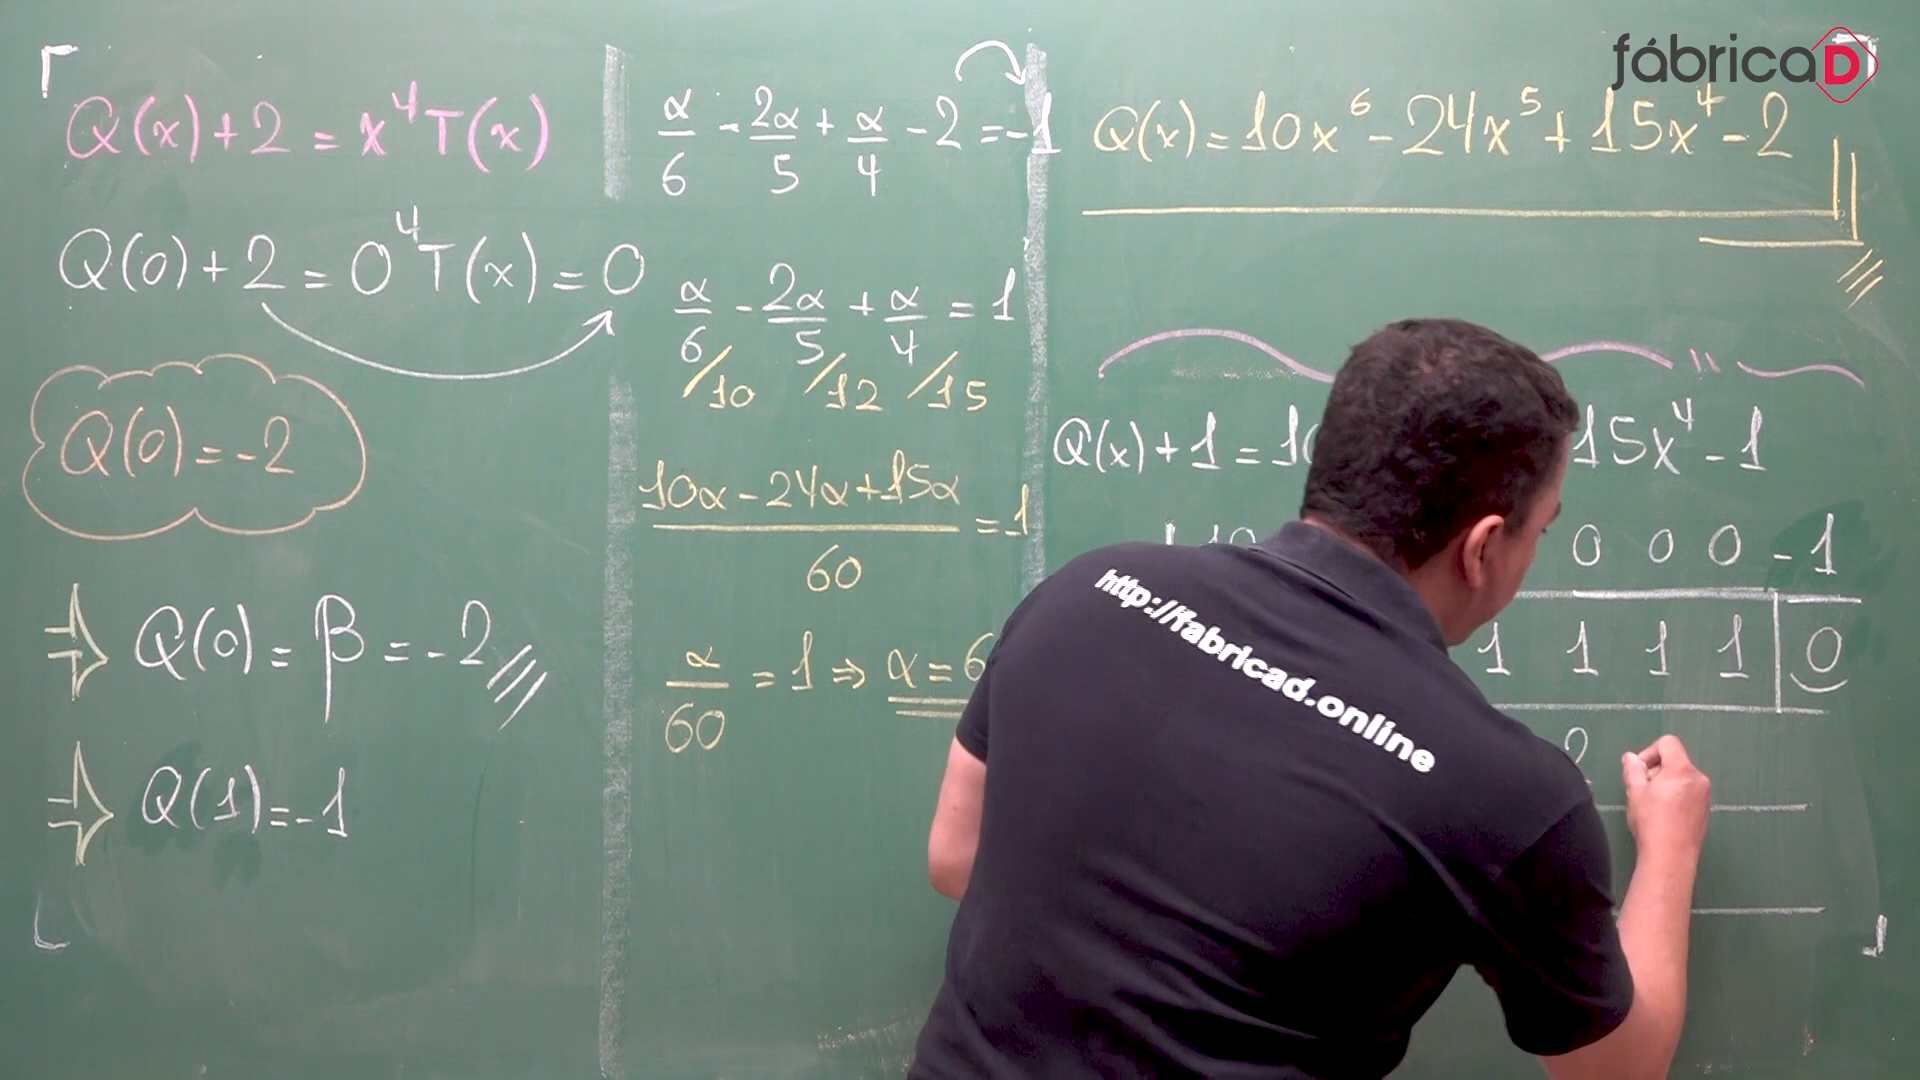 Q(x)+2=x⁴T(x)
Q(0)+2=0⁴T(x)=0
Q(0)=-2
⇒ Q(0)=β=-2
⇒ Q(1)=-1
α/6 - 2α/5 + α/4 - 2 = -1
α/6 - 2α/5 + α/4 = 1
/10 /12 /15
10α-24α+15α
60
=1
α/60 = 1 ⇒ α=6
fábricaD
Q(x)=10x⁶-24x⁵+15x⁴-2
Q(x)+1=1 15x⁴-1
0 0 0 -1
1 1 1 1 0
2
http://fabricad.online